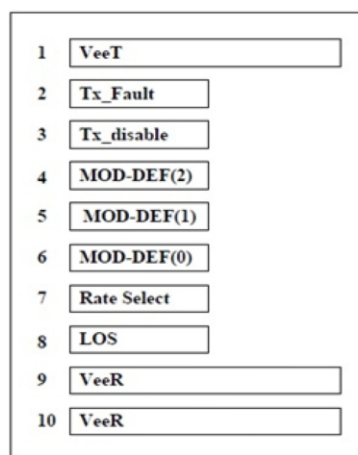 1 VeeT
2 Tx_Fault
3 Tx_disable
4 MOD-DEF(2)
5 MOD-DEF(1)
6 MOD-DEF(0)
7 Rate Select
8 LOS
9 VeeR
10 VeeR